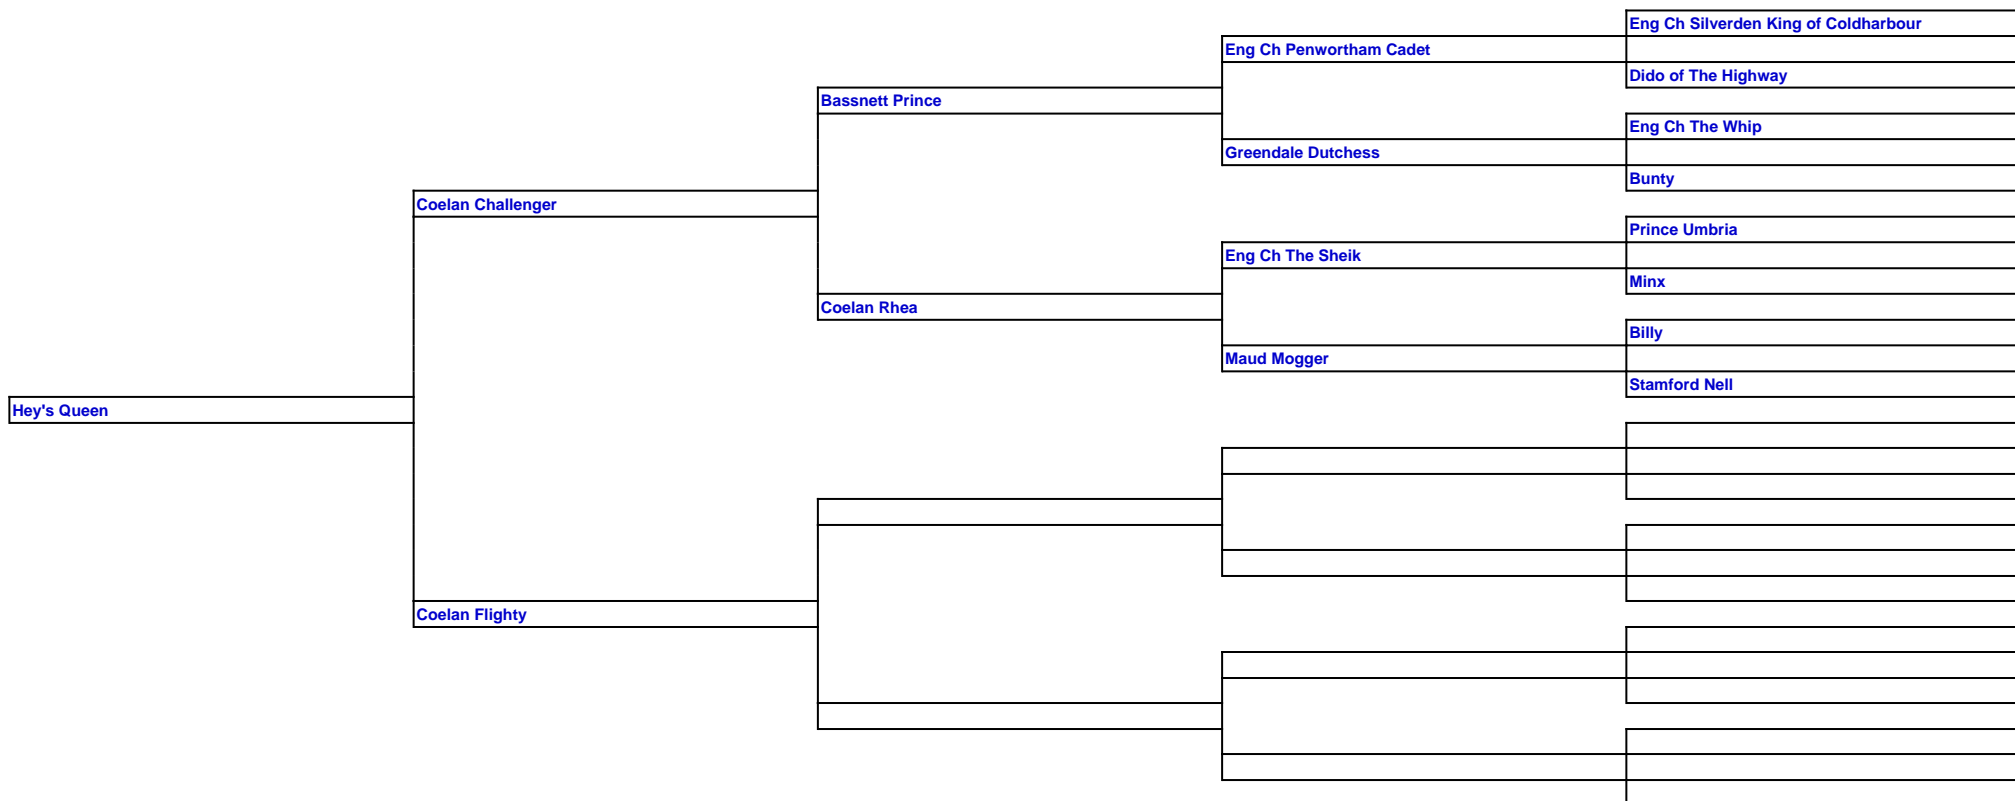 Eng Ch Silverden King of Coldharbour
Eng Ch Penwortham Cadet
Dido of The Highway
Bassnett Prince
Eng Ch The Whip
Greendale Dutchess
Bunty
Coelan Challenger
Prince Umbria
Eng Ch The Sheik
Minx
Coelan Rhea
Billy
Maud Mogger
Stamford Nell
Hey's Queen
Coelan Flighty